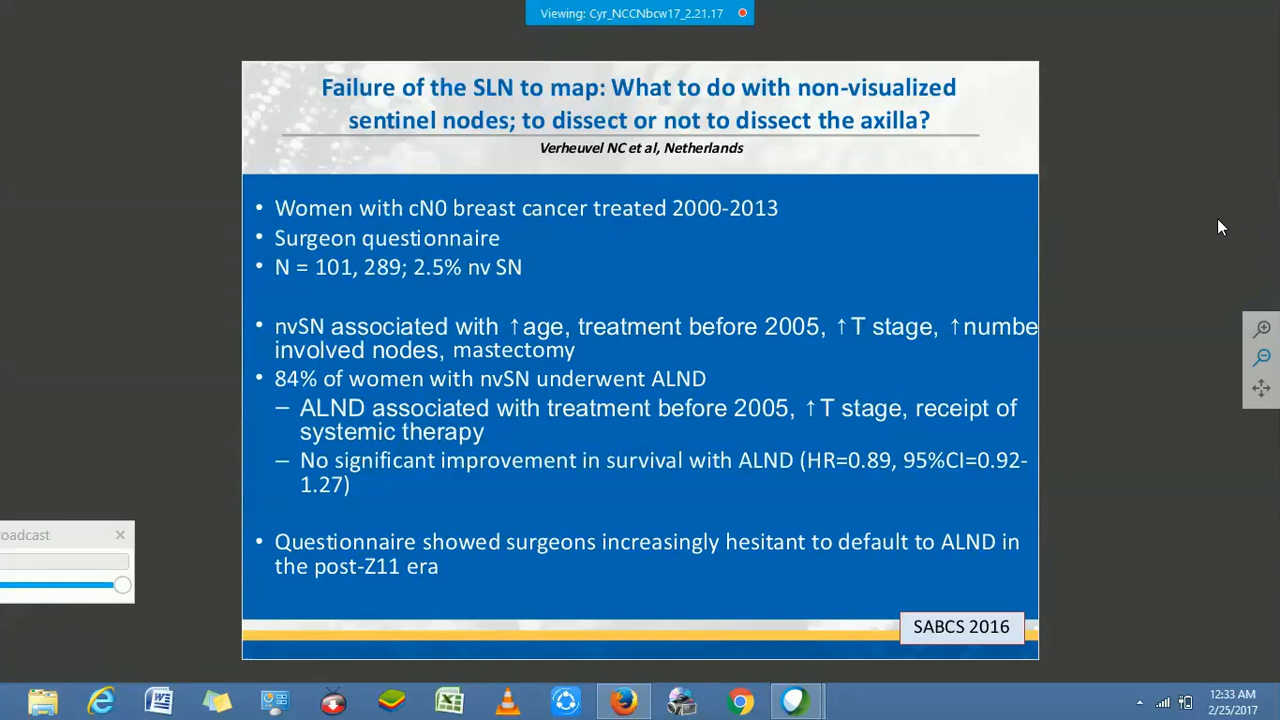 Viewing: Cyr_NCCNbcw17_2.21.17
Failure of the SLN to map: What to do with non-visualized
sentinel nodes; to dissect or not to dissect the axilla?
Verheuvel NC et al, Netherlands
• Women with cN0 breast cancer treated 2000-2013
• Surgeon questionnaire
• N = 101, 289; 2.5% nv SN
• nvSN associated with ↑age, treatment before 2005, ↑T stage, ↑numbe
involved nodes, mastectomy
• 84% of women with nvSN underwent ALND
– ALND associated with treatment before 2005, ↑T stage, receipt of
systemic therapy
– No significant improvement in survival with ALND (HR=0.89, 95%CI=0.92-
1.27)
• Questionnaire showed surgeons increasingly hesitant to default to ALND in
the post-Z11 era
SABCS 2016
roadcast
12:33 AM
2/25/2017